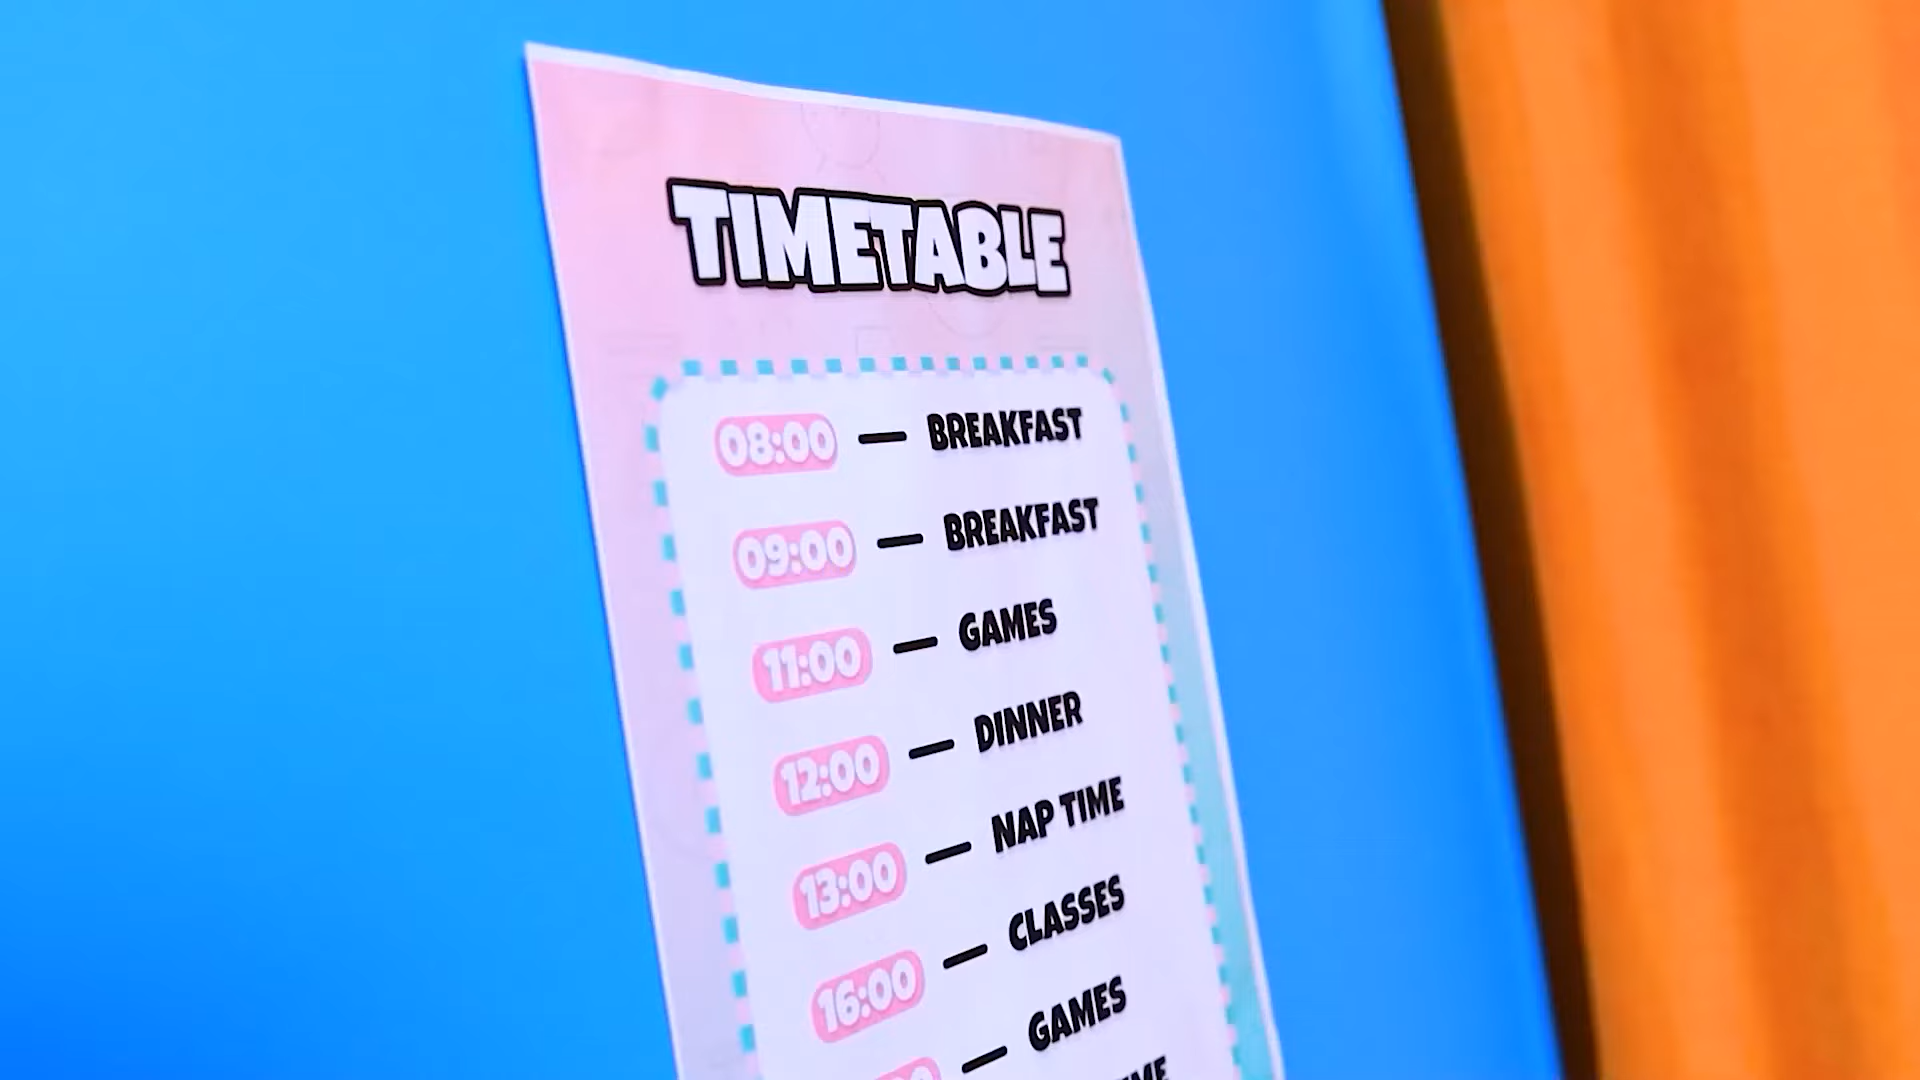 TIMETABLE
08:00 — BREAKFAST
09:00 — BREAKFAST
11:00 — GAMES
12:00 — DINNER
13:00 — NAP TIME
16:00 — CLASSES
— GAMES